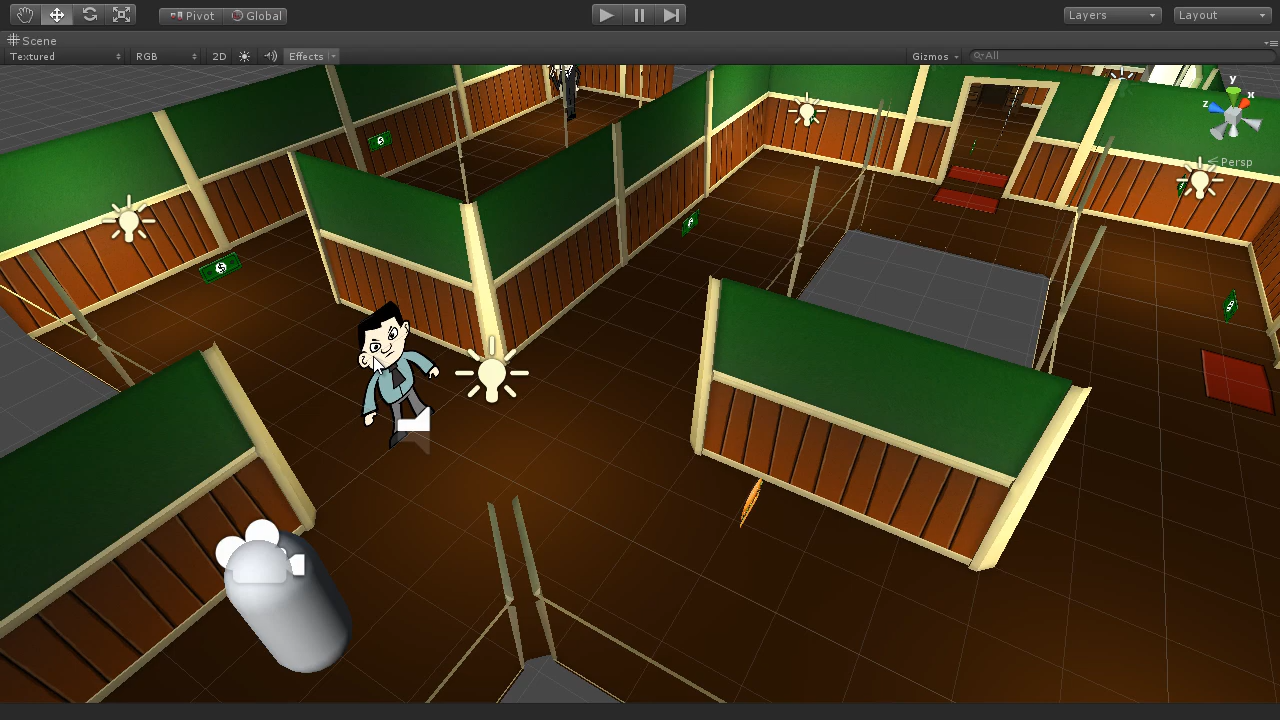 Pivot Global Layers Layout
Scene
Textured RGB 2D Effects Gizmos All
y
x
z
Persp
$
$
$
$